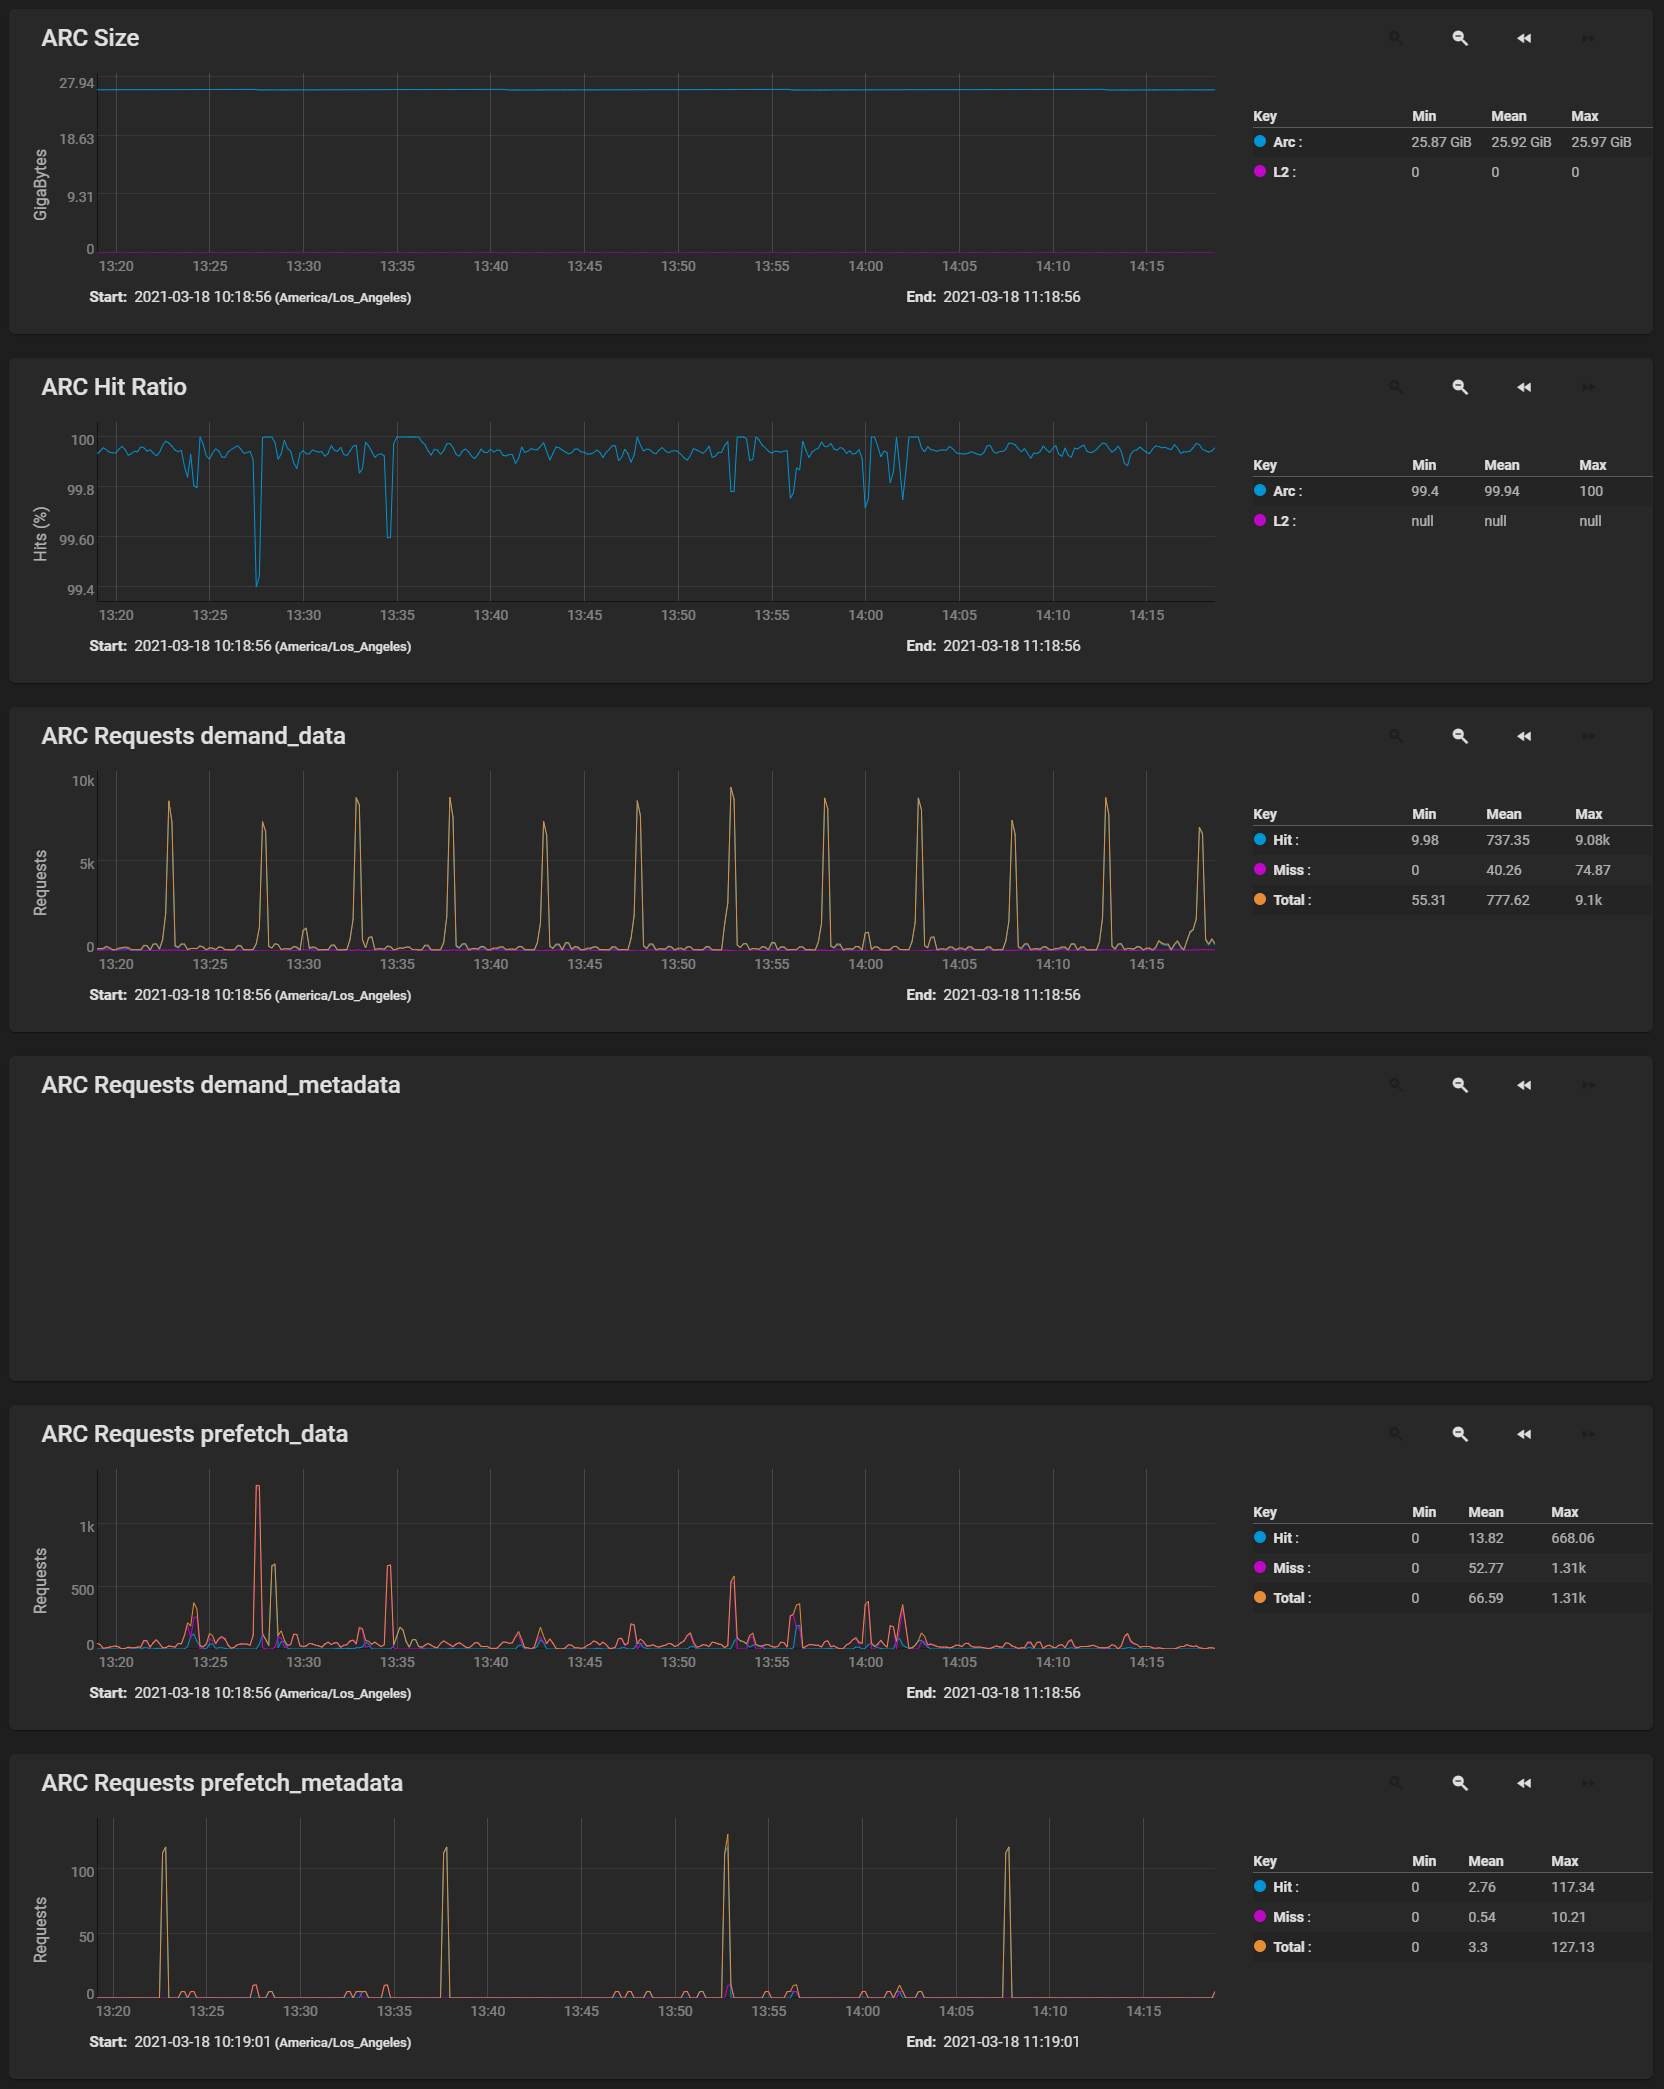 ARC Size
27.94
18.63
9.31
0
GigaBytes
13:20 13:25 13:30 13:35 13:40 13:45 13:50 13:55 14:00 14:05 14:10 14:15
Start: 2021-03-18 10:18:56 (America/Los_Angeles) End: 2021-03-18 11:18:56
Key Min Mean Max
Arc : 25.87 GiB 25.92 GiB 25.97 GiB
L2 : 0 0 0
ARC Hit Ratio
100
99.8
99.60
99.4
Hits (%)
13:20 13:25 13:30 13:35 13:40 13:45 13:50 13:55 14:00 14:05 14:10 14:15
Start: 2021-03-18 10:18:56 (America/Los_Angeles) End: 2021-03-18 11:18:56
Key Min Mean Max
Arc : 99.4 99.94 100
L2 : null null null
ARC Requests demand_data
10k
5k
0
Requests
13:20 13:25 13:30 13:35 13:40 13:45 13:50 13:55 14:00 14:05 14:10 14:15
Start: 2021-03-18 10:18:56 (America/Los_Angeles) End: 2021-03-18 11:18:56
Key Min Mean Max
Hit : 9.98 737.35 9.08k
Miss : 0 40.26 74.87
Total : 55.31 777.62 9.1k
ARC Requests demand_metadata
ARC Requests prefetch_data
1k
500
0
Requests
13:20 13:25 13:30 13:35 13:40 13:45 13:50 13:55 14:00 14:05 14:10 14:15
Start: 2021-03-18 10:18:56 (America/Los_Angeles) End: 2021-03-18 11:18:56
Key Min Mean Max
Hit : 0 13.82 668.06
Miss : 0 52.77 1.31k
Total : 0 66.59 1.31k
ARC Requests prefetch_metadata
100
50
0
Requests
13:20 13:25 13:30 13:35 13:40 13:45 13:50 13:55 14:00 14:05 14:10 14:15
Start: 2021-03-18 10:19:01 (America/Los_Angeles) End: 2021-03-18 11:19:01
Key Min Mean Max
Hit : 0 2.76 117.34
Miss : 0 0.54 10.21
Total : 0 3.3 127.13